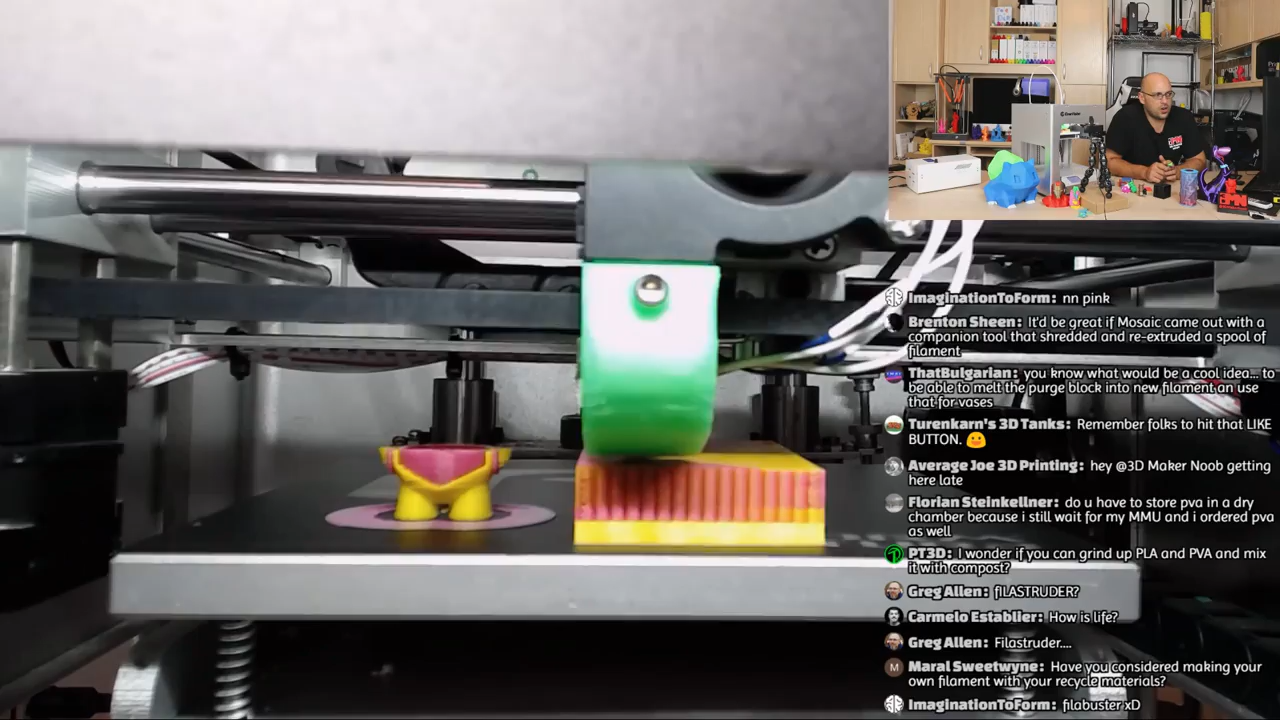 ImaginationToForm: nn pink
Brenton Sheen: It'd be great if Mosaic came out with a
companion tool that shredded and re-extruded a spool of
filament
ThatBulgarian: you know what would be a cool idea... to
be able to melt the purge block into new filament an use
that for vases
Turenkarn's 3D Tanks: Remember folks to hit that LIKE
BUTTON.
Average Joe 3D Printing: hey @3D Maker Noob getting
here late
Florian Steinkellner: do u have to store pva in a dry
chamber because i still wait for my MMU and i ordered pva
as well
PT3D: I wonder if you can grind up PLA and PVA and mix
it with compost?
Greg Allen: fILASTRUDER?
Carmelo Establier: How is life?
Greg Allen: Filastruder....
M
Maral Sweetwyne: Have you considered making your
own filament with your recycle materials?
ImaginationToForm: filabuster xD